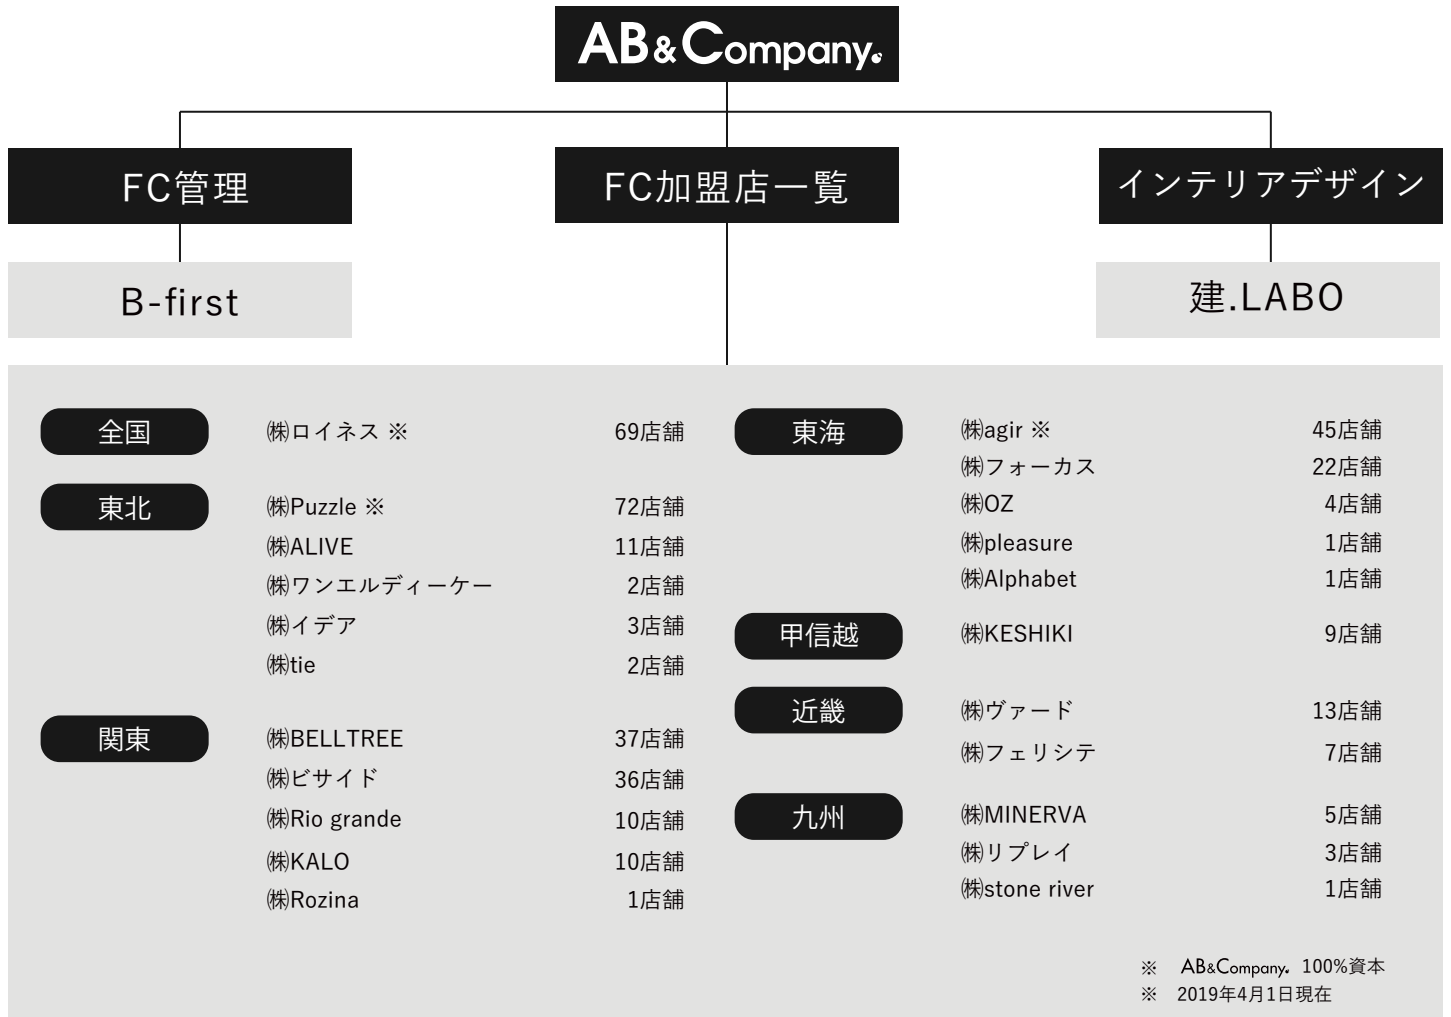 AB&Company.
FC管理
FC加盟店一覧
インテリアデザイン
B-first
建.LABO
全国
㈱ロイネス ※ 69店舗
東北
㈱Puzzle ※ 72店舗
㈱ALIVE 11店舗
㈱ワンエルディーケー 2店舗
㈱イデア 3店舗
㈱tie 2店舗
関東
㈱BELLTREE 37店舗
㈱ビサイド 36店舗
㈱Rio grande 10店舗
㈱KALO 10店舗
㈱Rozina 1店舗
東海
㈱agir ※ 45店舗
㈱フォーカス 22店舗
㈱OZ 4店舗
㈱pleasure 1店舗
㈱Alphabet 1店舗
甲信越
㈱KESHIKI 9店舗
近畿
㈱ヴァード 13店舗
㈱フェリシテ 7店舗
九州
㈱MINERVA 5店舗
㈱リプレイ 3店舗
㈱stone river 1店舗
※ AB&Company. 100%資本
※ 2019年4月1日現在